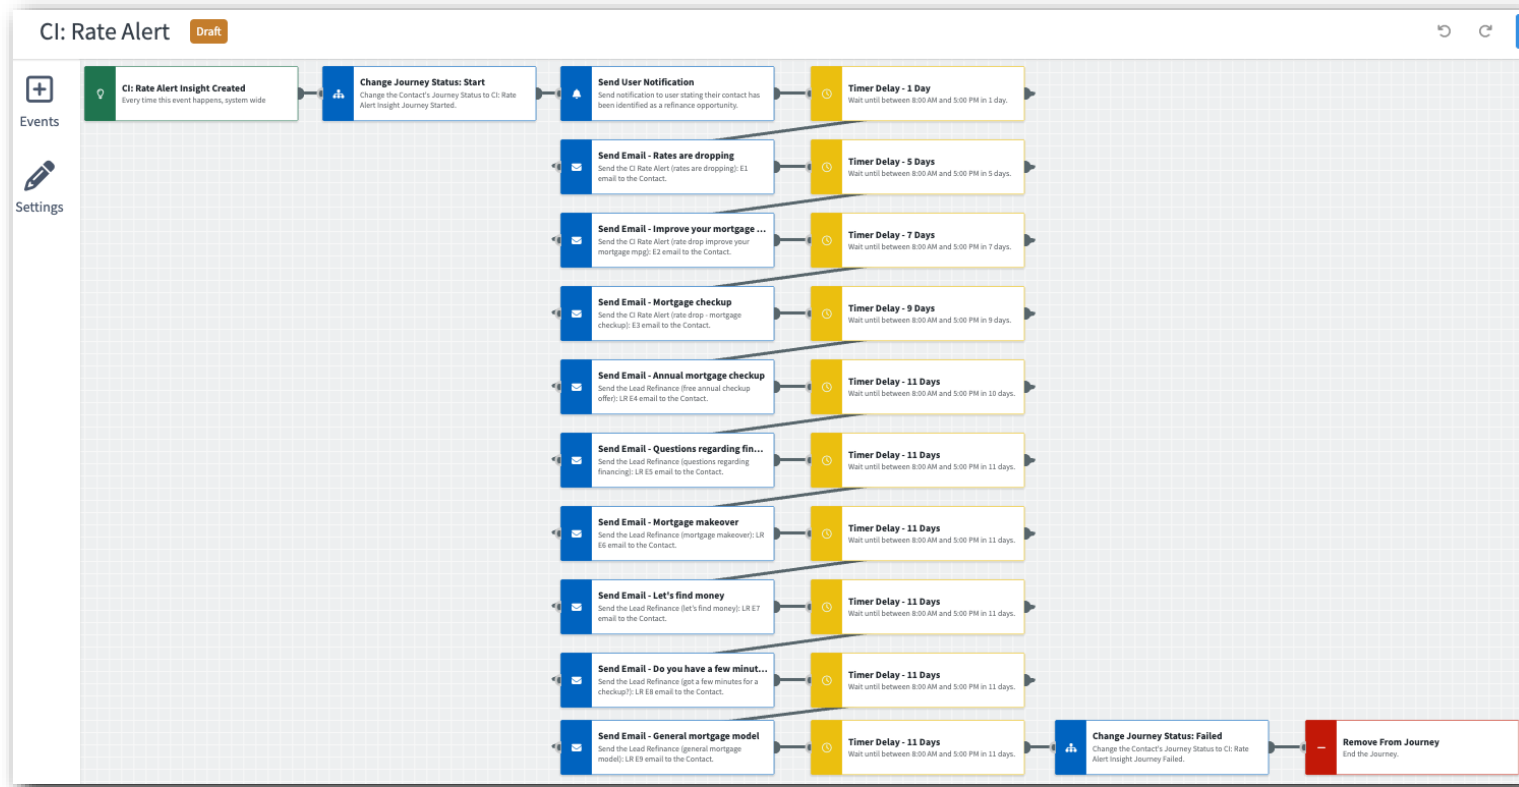 CI: Rate Alert
Draft
Events
Settings
CI: Rate Alert Insight Created
Every time this event happens, system wide
Change Journey Status: Start
Change the Contact's Journey Status to CI: Rate
Alert Insight Journey Started.
Send User Notification
Send notification to user stating their contact has
been identified as a refinance opportunity.
Timer Delay - 1 Day
Wait until between 8:00 AM and 5:00 PM in 1 day.
Send Email - Rates are dropping
Send the CI Rate Alert (rates are dropping): E1
email to the Contact.
Timer Delay - 5 Days
Wait until between 8:00 AM and 5:00 PM in 5 days.
Send Email - Improve your mortgage ...
Send the CI Rate Alert (rate drop improve your
mortgage mpg): E2 email to the Contact.
Timer Delay - 7 Days
Wait until between 8:00 AM and 5:00 PM in 7 days.
Send Email - Mortgage checkup
Send the CI Rate Alert (rate drop - mortgage
checkup): E3 email to the Contact.
Timer Delay - 9 Days
Wait until between 8:00 AM and 5:00 PM in 9 days.
Send Email - Annual mortgage checkup
Send the Lead Refinance (free annual checkup
offer): LR E4 email to the Contact.
Timer Delay - 11 Days
Wait until between 8:00 AM and 5:00 PM in 10 days.
Send Email - Questions regarding fin...
Send the Lead Refinance (questions regarding
financing): LR E5 email to the Contact.
Timer Delay - 11 Days
Wait until between 8:00 AM and 5:00 PM in 11 days.
Send Email - Mortgage makeover
Send the Lead Refinance (mortgage makeover): LR
E6 email to the Contact.
Timer Delay - 11 Days
Wait until between 8:00 AM and 5:00 PM in 11 days.
Send Email - Let's find money
Send the Lead Refinance (let's find money): LR E7
email to the Contact.
Timer Delay - 11 Days
Wait until between 8:00 AM and 5:00 PM in 11 days.
Send Email - Do you have a few minut...
Send the Lead Refinance (got a few minutes for a
checkup?): LR E8 email to the Contact.
Timer Delay - 11 Days
Wait until between 8:00 AM and 5:00 PM in 11 days.
Send Email - General mortgage model
Send the Lead Refinance (general mortgage
model): LR E9 email to the Contact.
Timer Delay - 11 Days
Wait until between 8:00 AM and 5:00 PM in 11 days.
Change Journey Status: Failed
Change the Contact's Journey Status to CI: Rate
Alert Insight Journey Failed.
Remove From Journey
End the Journey.